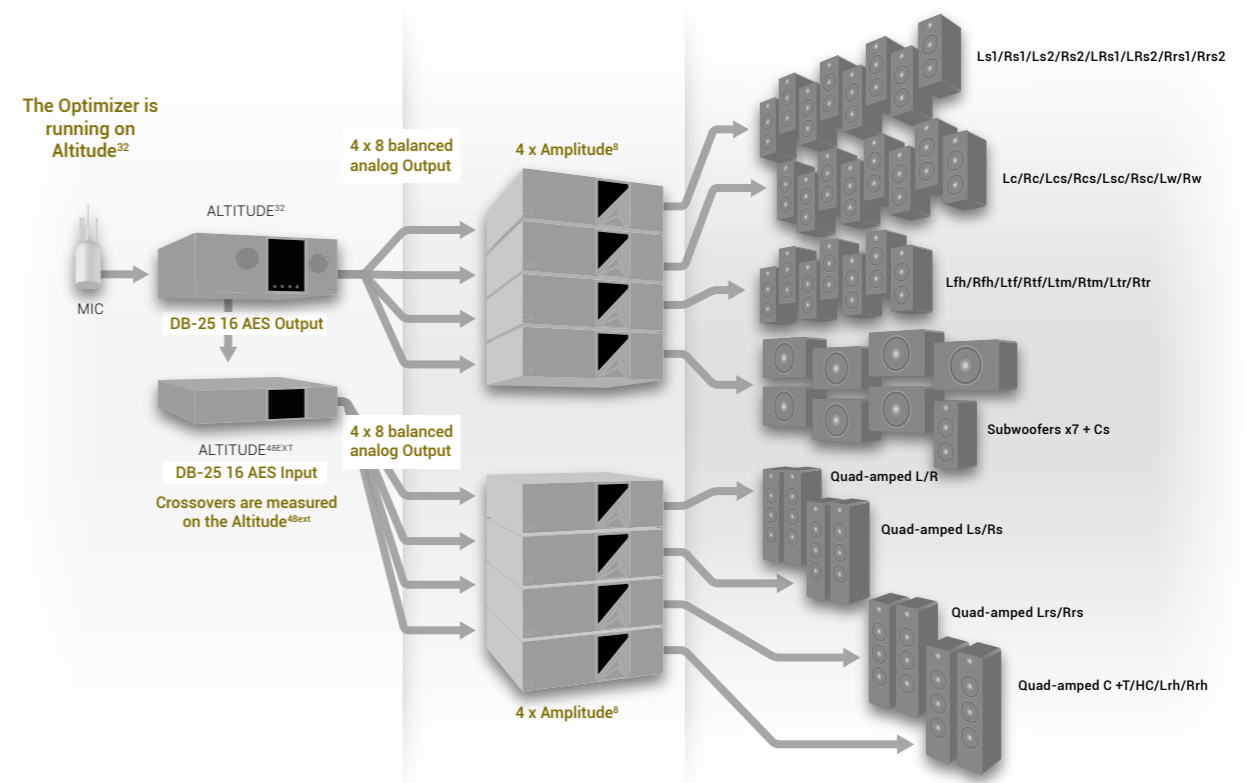 The Optimizer is
running on
Altitude³²
MIC
ALTITUDE³²
DB-25 16 AES Output
ALTITUDE⁴⁸ᴱˣᵀ
DB-25 16 AES Input
Crossovers are measured
on the Altitude⁴⁸ᵉˣᵗ
4 x 8 balanced
analog Output
4 x 8 balanced
analog Output
4 x Amplitude⁸
4 x Amplitude⁸
Ls1/Rs1/Ls2/Rs2/LRs1/LRs2/Rrs1/Rrs2
Lc/Rc/Lcs/Rcs/Lsc/Rsc/Lw/Rw
Lfh/Rfh/Ltf/Rtf/Ltm/Rtm/Ltr/Rtr
Subwoofers x7 + Cs
Quad-amped L/R
Quad-amped Ls/Rs
Quad-amped Lrs/Rrs
Quad-amped C +T/HC/Lrh/Rrh